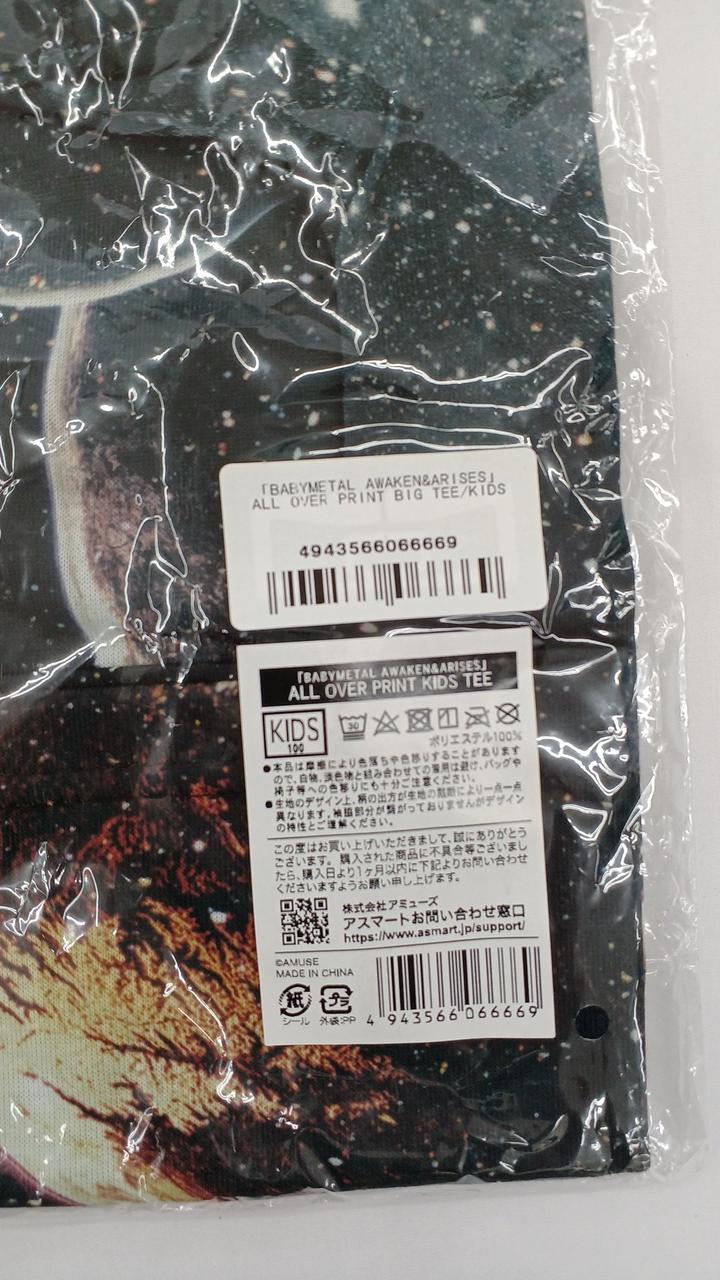 「BABYMETAL AWAKEN&ARISES」
ALL OVER PRINT BIG TEE/KIDS
4943566066669
「BABYMETAL AWAKEN&ARISES」
ALL OVER PRINT KIDS TEE
KIDS
100
30
ポリエステル100%
●本品は摩擦により色落ちや色移りすることがあります
ので、白物、淡色物と組み合わせての着用は避け、バッグや
椅子等への色移りにも十分ご注意ください。
●生地のデザイン上、柄の出方が生地の裁断により一点一点
異なります。袖脇部分が繋がっておりませんがデザイン
の特性とご理解ください。
この度はお買い上げいただきまして、誠にありがとう
ございます。購入された商品に不具合等ございまし
たら、購入日より1ヶ月以内に下記よりお問い合わせ
くださいますようお願い申し上げます。
株式会社アミューズ
アスマートお問い合わせ窓口
https://www.asmart.jp/support/
©AMUSE
MADE IN CHINA
紙
シール
プラ
外袋:PP
4 943566 066669